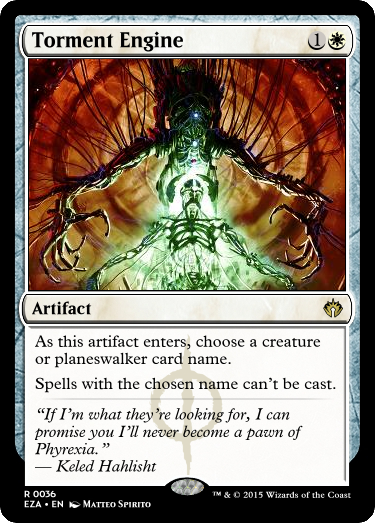 Torment Engine 1
Artifact
As this artifact enters, choose a creature
or planeswalker card name.
Spells with the chosen name can't be cast.
“If I'm what they're looking for, I can
promise you I'll never become a pawn of
Phyrexia.”
— Keled Hahlisht
R 0036
EZA • EN Matteo Spirito
™ & © 2015 Wizards of the Coast